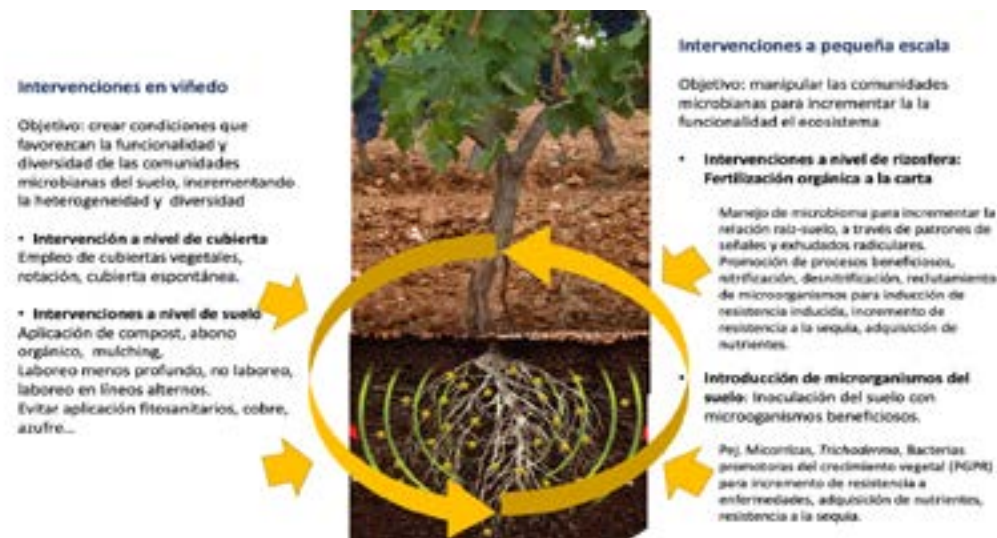 Intervenciones en viñedo
Objetivo: crear condiciones que
favorezcan la funcionalidad y
diversidad de las comunidades
microbianas del suelo, incrementando
la heterogeneidad y diversidad
• Intervención a nivel de cubierta
Empleo de cubiertas vegetales,
rotación, cubierta espontánea.
• Intervenciones a nivel de suelo
Aplicación de compost, abono
orgánico, mulching,
Laboreo menos profundo, no laboreo,
laboreo en líneos alternos.
Evitar aplicación fitosanitarios, cobre,
azufre...
Intervenciones a pequeña escala
Objetivo: manipular las comunidades
microbianas para incrementar la la
funcionalidad el ecosistema
• Intervenciones a nivel de rizosfera:
Fertilización orgánica a la carta
Manejo de microbioma para incrementar la
relación raíz-suelo, a través de patrones de
señales y exhudados radiculares.
Promoción de procesos beneficiosos,
nitrificación, desnitrificación, reclutamiento
de microorganismos para inducción de
resistencia inducida, incremento de
resistencia a la sequia, adquisición de
nutrientes.
• Introducción de microrganismos del
suelo: Inoculación del suelo con
microoganismos beneficiosos.
Pej. Micorrizas, Trichoderma, Bacterias
promotoras del crecimiento vegetal (PGPR)
para incremento de resistencia a
enfermedades, adquisición de nutrientes,
resistencia a la sequia.